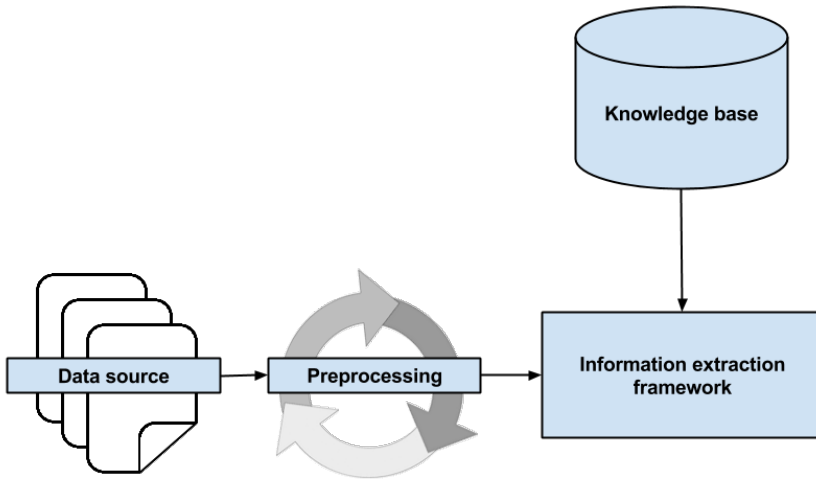 Knowledge base
Data source
Preprocessing
Information extraction
framework